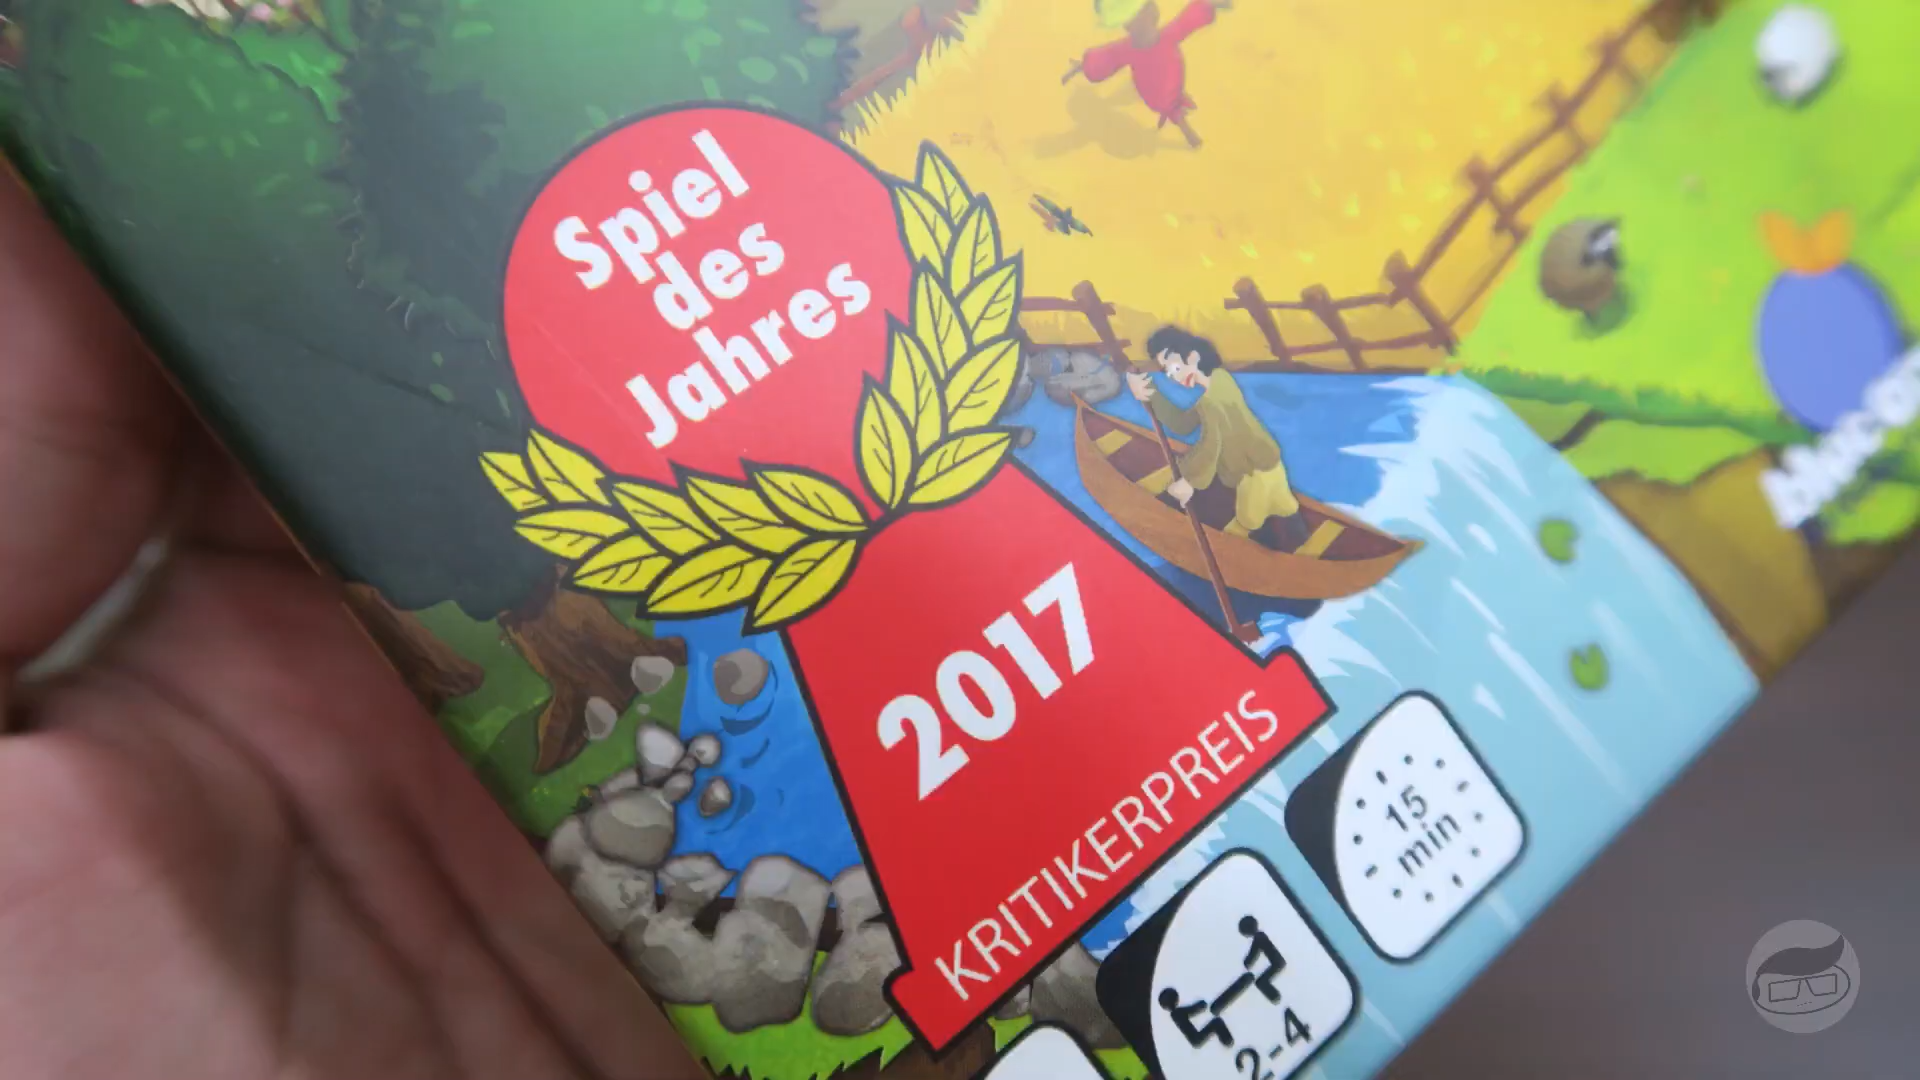 Spiel
des
Jahres
2017
KRITIKERPREIS
15
min
2-4